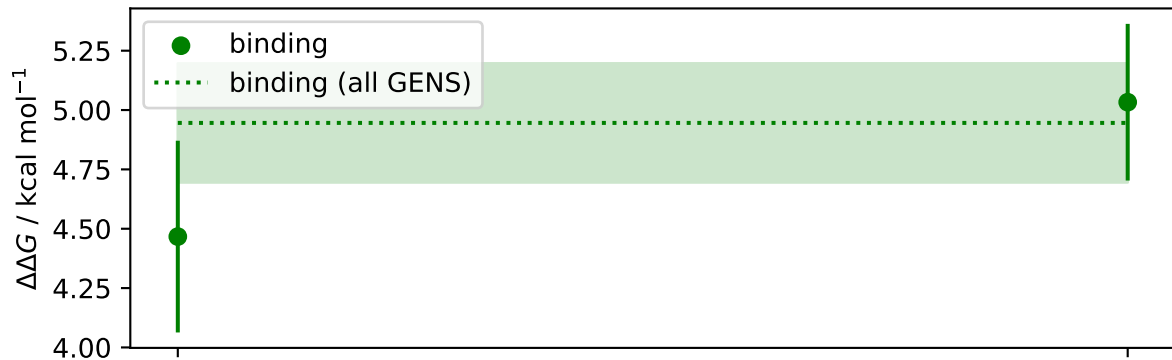 5.25
5.00
4.75
4.50
4.25
4.00
ΔΔG / kcal mol⁻¹
binding
binding (all GENS)